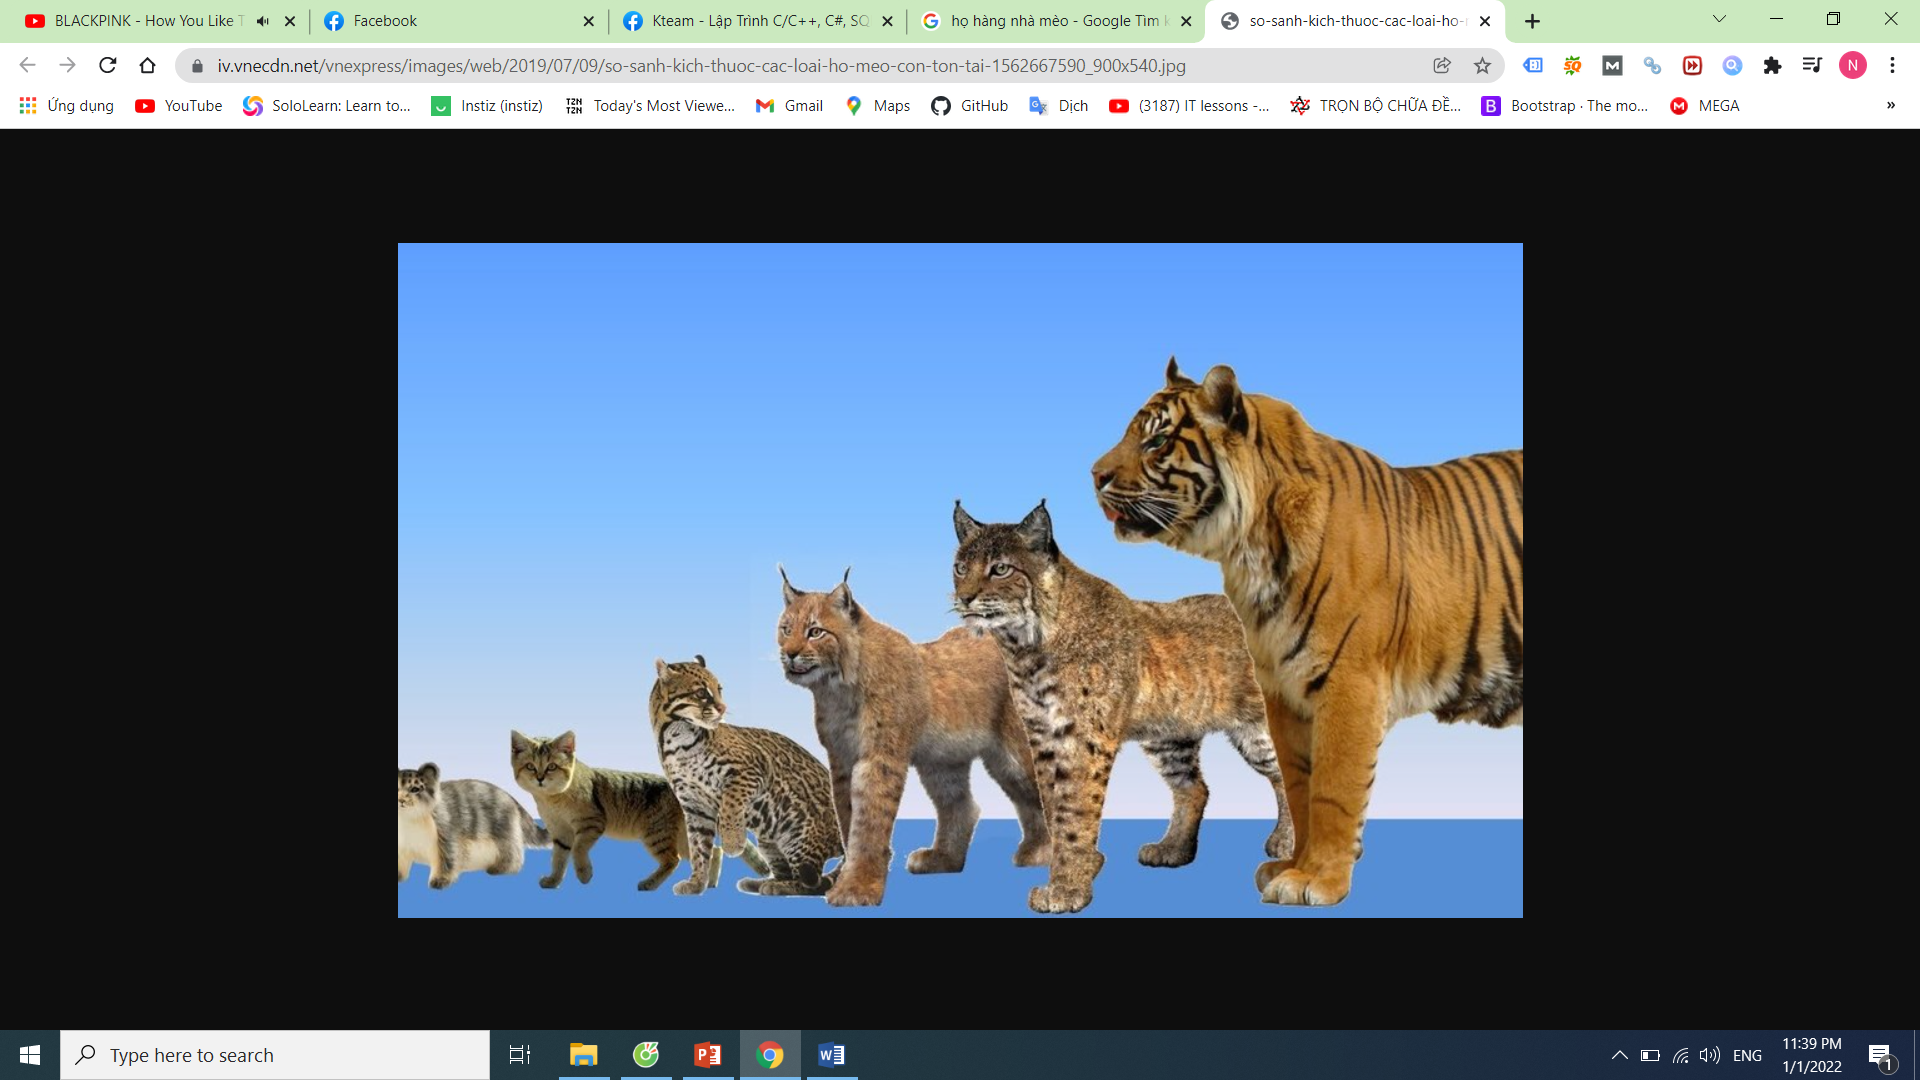 BLACKPINK - How You Like T
Facebook
Kteam - Lập Trình C/C++, C#, SQ
họ hàng nhà mèo - Google Tìm k
so-sanh-kich-thuoc-cac-loai-ho-r
iv.vnecdn.net/vnexpress/images/web/2019/07/09/so-sanh-kich-thuoc-cac-loai-ho-meo-con-ton-tai-1562667590_900x540.jpg
N
Ứng dụng
YouTube
SoloLearn: Learn to...
Instiz (instiz)
Today's Most Viewe...
Gmail
Maps
GitHub
Dịch
(3187) IT lessons -...
TRỌN BỘ CHỮA ĐỀ...
Bootstrap · The mo...
MEGA
»
Type here to search
ENG
11:39 PM
1/1/2022
1